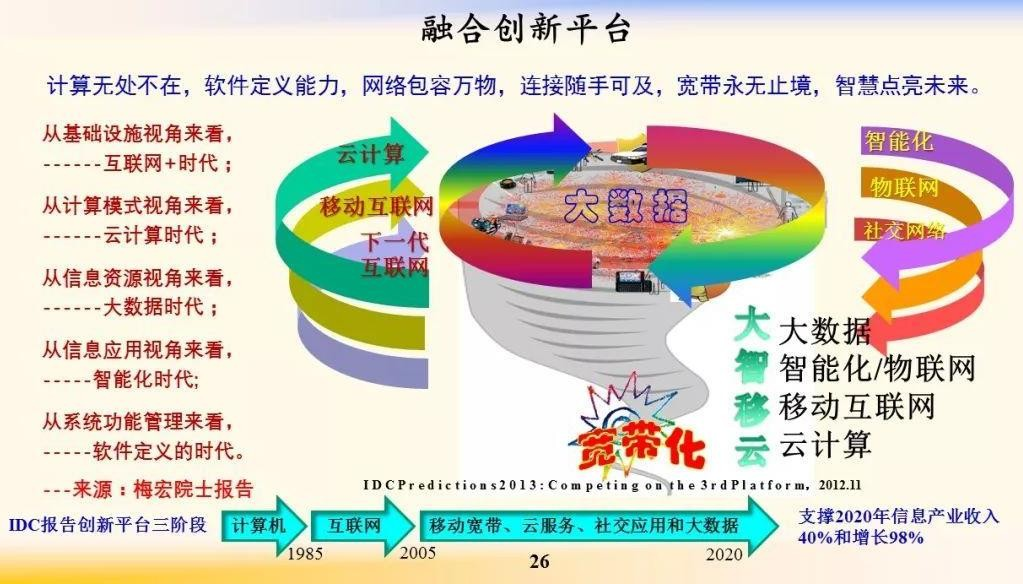 融合创新平台
计算无处不在，软件定义能力，网络包容万物，连接随手可及，宽带永无止境，智慧点亮未来。
从基础设施视角来看，
------互联网+时代；
从计算模式视角来看，
------云计算时代；
从信息资源视角来看，
------大数据时代；
从信息应用视角来看，
-----智能化时代;
从系统功能管理来看，
-----软件定义的时代。
---来源：梅宏院士报告
云计算
移动互联网
下一代
互联网
大数据
智能化
物联网
社交网络
宽带化
大 大数据
智 智能化/物联网
移 移动互联网
云 云计算
IDCPredictions2013:Competing on the 3rdPlatform，2012.11
IDC报告创新平台三阶段
计算机
互联网
移动宽带、云服务、社交应用和大数据
1985
2005
2020
支撑2020年信息产业收入
40%和增长98%
26